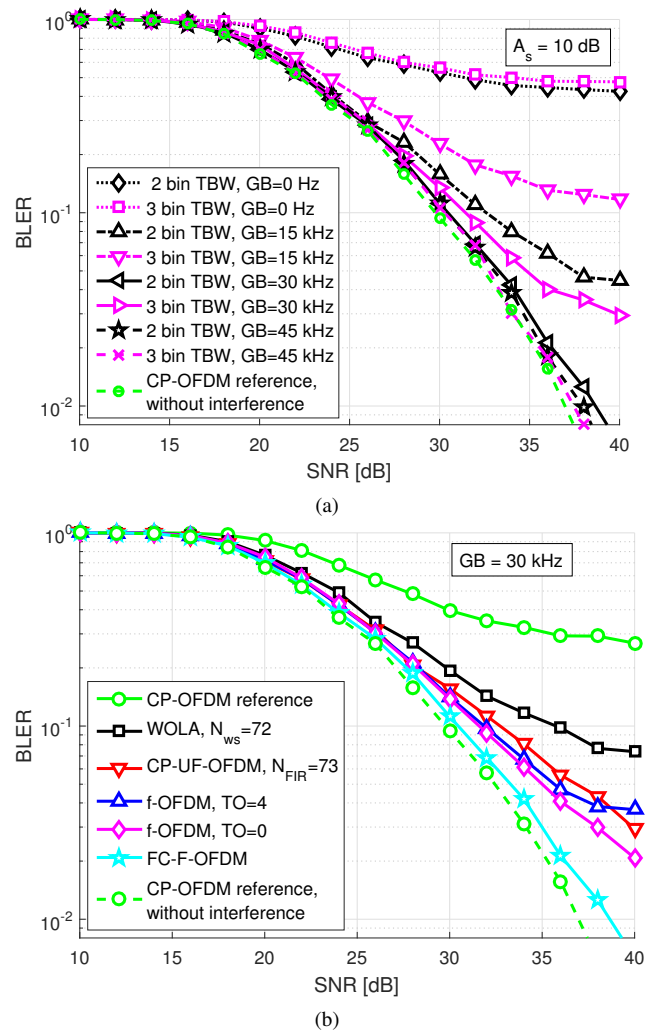 10^0
10^-1
10^-2
BLER
A_s = 10 dB
2 bin TBW, GB=0 Hz
3 bin TBW, GB=0 Hz
2 bin TBW, GB=15 kHz
3 bin TBW, GB=15 kHz
2 bin TBW, GB=30 kHz
3 bin TBW, GB=30 kHz
2 bin TBW, GB=45 kHz
3 bin TBW, GB=45 kHz
CP-OFDM reference,
without interference
10 15 20 25 30 35 40
SNR [dB]
(a)
10^0
10^-1
10^-2
BLER
GB = 30 kHz
CP-OFDM reference
WOLA, N_ws=72
CP-UF-OFDM, N_FIR=73
f-OFDM, TO=4
f-OFDM, TO=0
FC-F-OFDM
CP-OFDM reference,
without interference
10 15 20 25 30 35 40
SNR [dB]
(b)